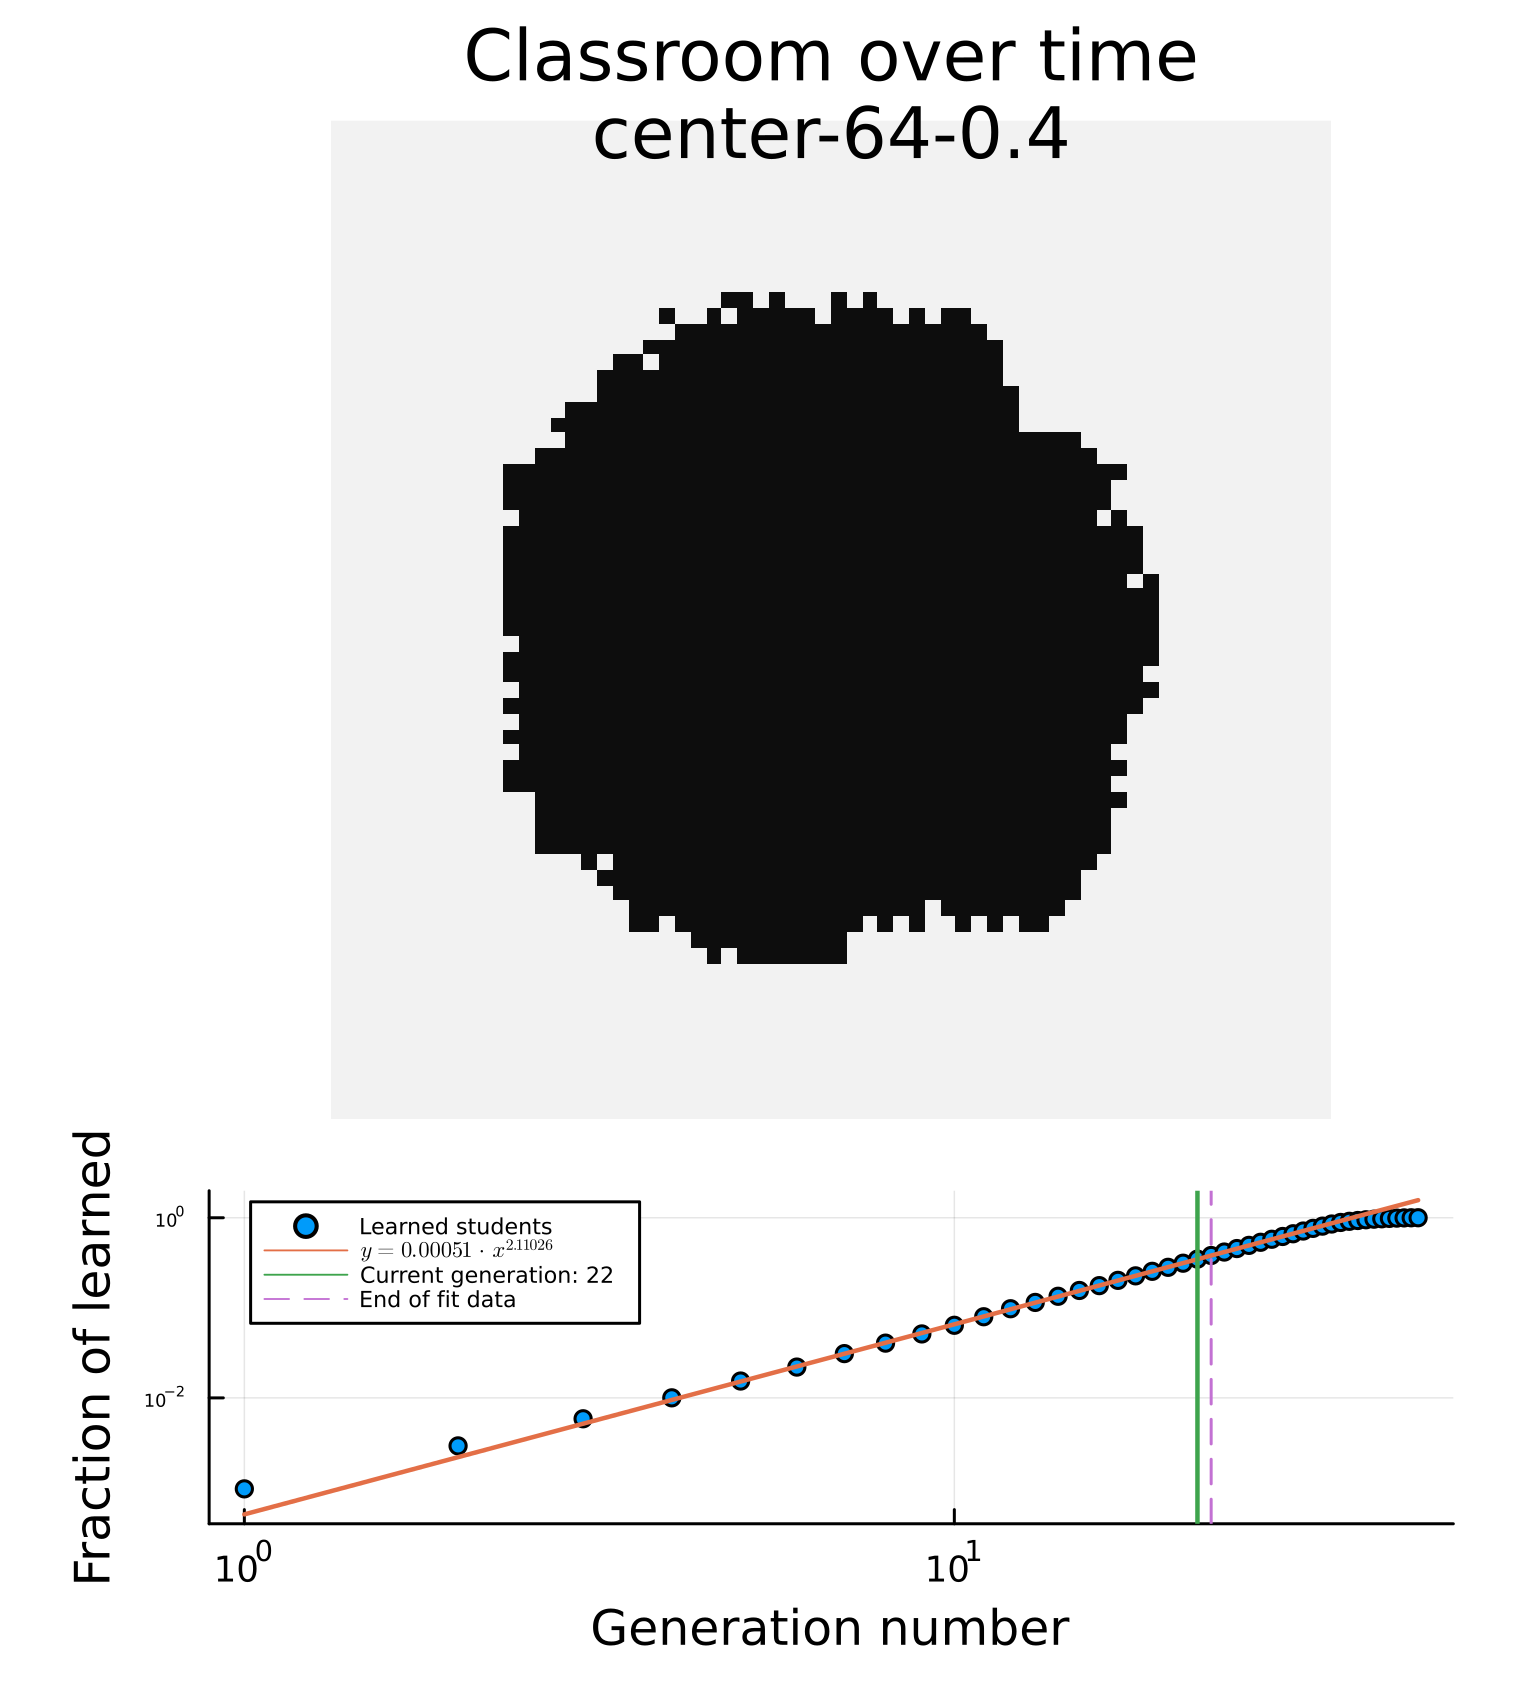 Classroom over time
center-64-0.4
Fraction of learned
10⁰
10⁻²
Learned students
y = 0.00051 · x^2.11026
Current generation: 22
End of fit data
10⁰
10¹
Generation number